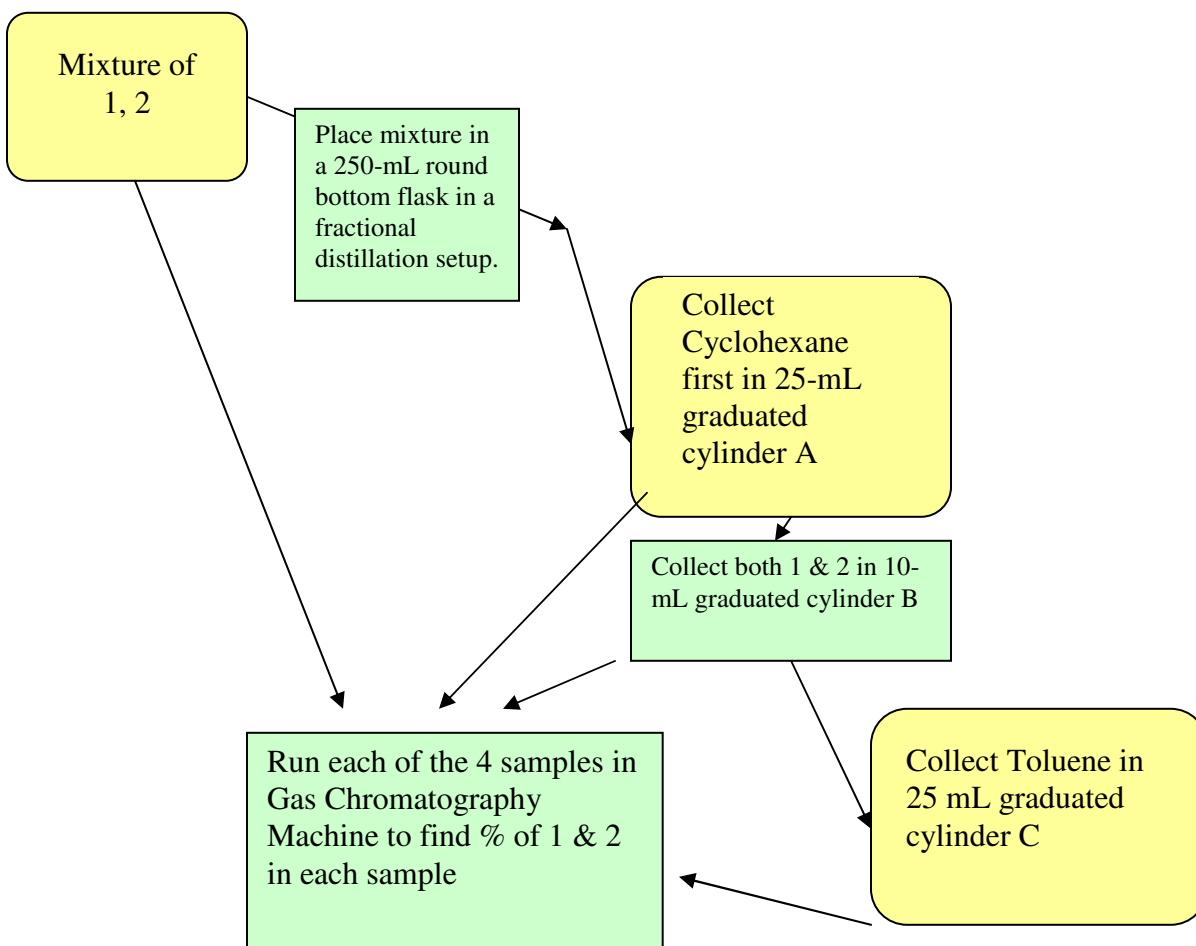 Mixture of
1, 2
Place mixture in
a 250-mL round
bottom flask in a
fractional
distillation setup.
Collect
Cyclohexane
first in 25-mL
graduated
cylinder A
Collect both 1 & 2 in 10-
mL graduated cylinder B
Run each of the 4 samples in
Gas Chromatography
Machine to find % of 1 & 2
in each sample
Collect Toluene in
25 mL graduated
cylinder C